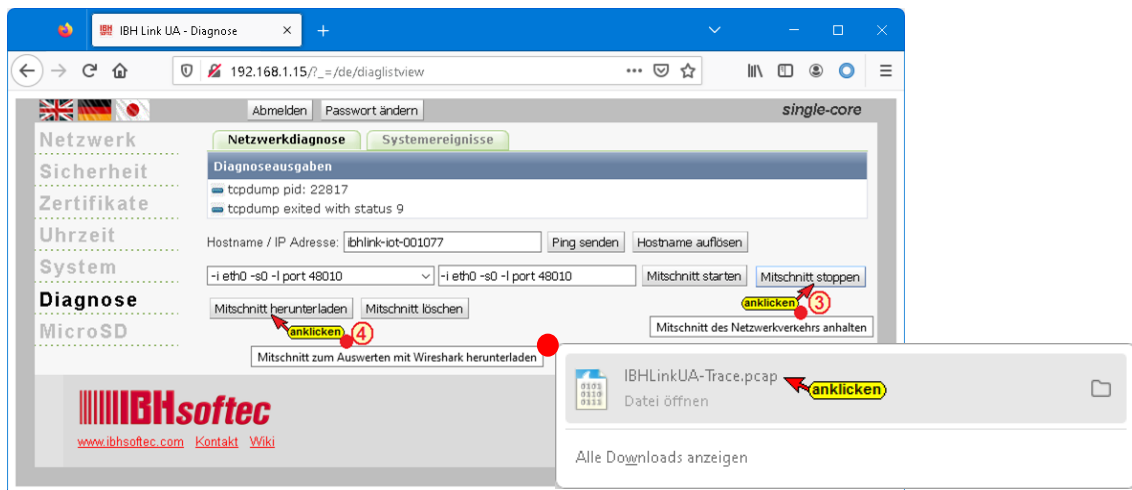 IBH Link UA - Diagnose
192.168.1.15/?_=/de/diaglistview
Abmelden Passwort ändern single-core
Netzwerk
Sicherheit
Zertifikate
Uhrzeit
System
Diagnose
MicroSD
Netzwerkdiagnose Systemereignisse
Diagnoseausgaben
tcpdump pid: 22817
tcpdump exited with status 9
Hostname / IP Adresse: ibhlink-iot-001077 Ping senden Hostname auflösen
-i eth0 -s0 -l port 48010 -i eth0 -s0 -l port 48010 Mitschnitt starten Mitschnitt stoppen
anklicken 3
Mitschnitt herunterladen Mitschnitt löschen
anklicken 4
Mitschnitt des Netzwerkverkehrs anhalten
Mitschnitt zum Auswerten mit Wireshark herunterladen
IBHsoftec
www.ibhsoftec.com Kontakt Wiki
0101
0110
0111
IBHLinkUA-Trace.pcap
anklicken
Datei öffnen
Alle Downloads anzeigen